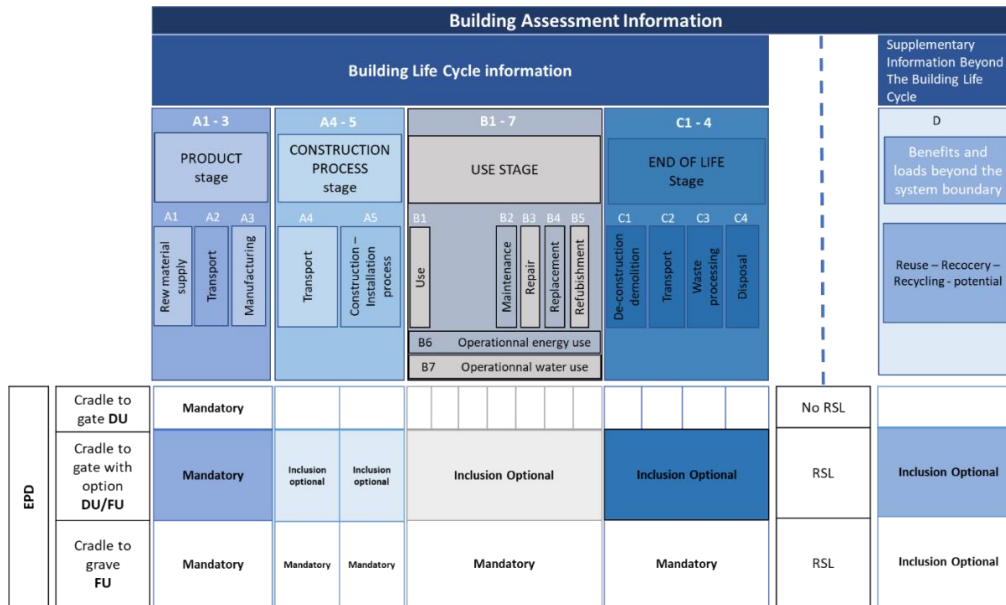 Building Assessment Information
Building Life Cycle information
Supplementary
Information Beyond
The Building Life
Cycle
A1 - 3
A4 - 5
B1 - 7
C1 - 4
D
PRODUCT
stage
CONSTRUCTION
PROCESS
stage
USE STAGE
END OF LIFE
Stage
Benefits and
loads beyond the
system boundary
A1
A2
A3
A4
A5
B1
B2
B3
B4
B5
C1
C2
C3
C4
Rew material
supply
Transport
Manufacturing
Transport
Construction –
Installation
process
Use
Maintenance
Repair
Replacement
Refubishment
De-construction
demolition
Transport
Waste
processing
Disposal
Reuse – Recocery –
Recycling - potential
B6 Operationnal energy use
B7 Operationnal water use
EPD
Cradle to
gate DU
Mandatory
No RSL
Cradle to
gate with
option
DU/FU
Mandatory
Inclusion
optional
Inclusion
optional
Inclusion Optional
Inclusion Optional
RSL
Inclusion Optional
Cradle to
grave
FU
Mandatory
Mandatory
Mandatory
Mandatory
Mandatory
RSL
Inclusion Optional